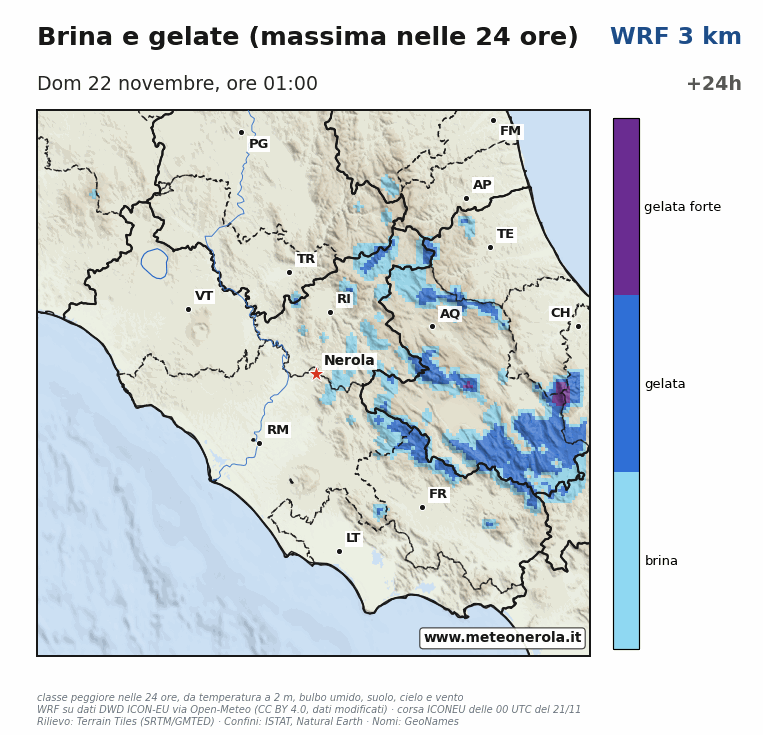 Brina e gelate (massima nelle 24 ore)
WRF 3 km
Dom 22 novembre, ore 01:00
+24h
FM
PG
AP
gelata forte
TE
TR
VT
RI
AQ
CH
Nerola
gelata
RM
FR
LT
brina
www.meteonerola.it
classe peggiore nelle 24 ore, da temperatura a 2 m, bulbo umido, suolo, cielo e vento
WRF su dati DWD ICON-EU via Open-Meteo (CC BY 4.0, dati modificati) · corsa ICONEU delle 00 UTC del 21/11
Rilievo: Terrain Tiles (SRTM/GMTED) · Confini: ISTAT, Natural Earth · Nomi: GeoNames